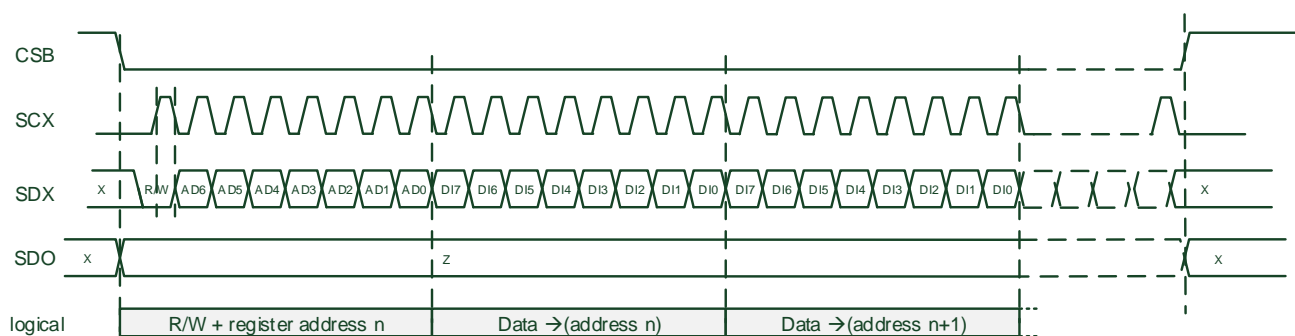 CSB
SCX
SDX X R/W AD6 AD5 AD4 AD3 AD2 AD1 AD0 DI7 DI6 DI5 DI4 DI3 DI2 DI1 DI0 DI7 DI6 DI5 DI4 DI3 DI2 DI1 DI0 X
SDO X Z X
logical R/W + register address n Data →(address n) Data →(address n+1)